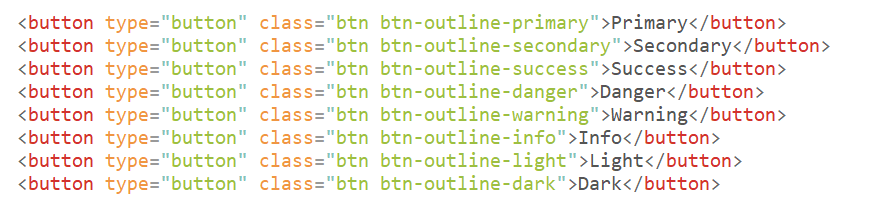 <button type="button" class="btn btn-outline-primary">Primary</button>
<button type="button" class="btn btn-outline-secondary">Secondary</button>
<button type="button" class="btn btn-outline-success">Success</button>
<button type="button" class="btn btn-outline-danger">Danger</button>
<button type="button" class="btn btn-outline-warning">Warning</button>
<button type="button" class="btn btn-outline-info">Info</button>
<button type="button" class="btn btn-outline-light">Light</button>
<button type="button" class="btn btn-outline-dark">Dark</button>